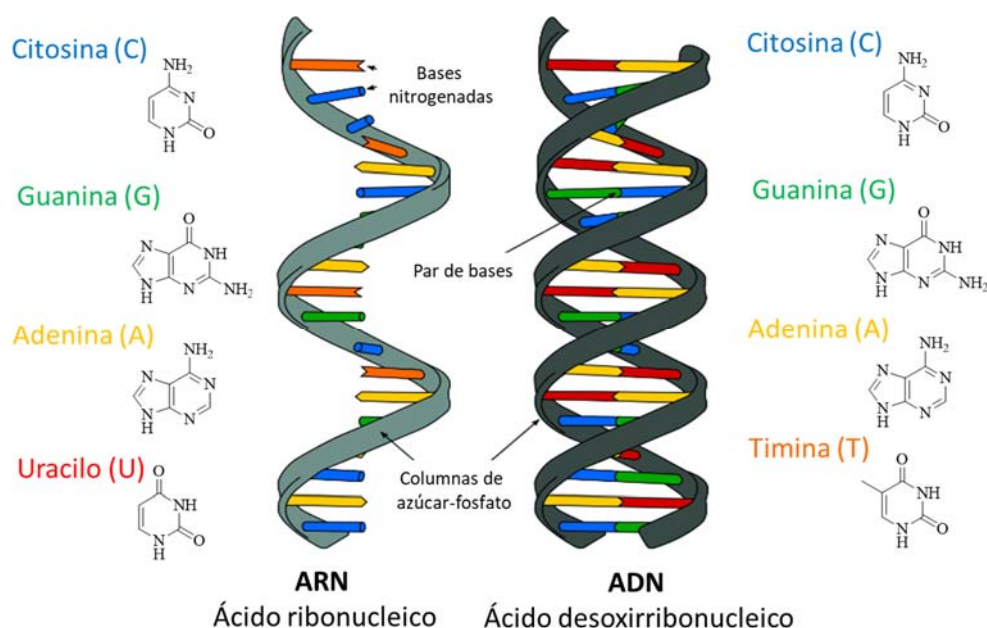 Citosina (C)
NH2
N
N
H
O
Guanina (G)
O
N
NH
N
H
N
NH2
Adenina (A)
NH2
N
N
N
H
N
Uracilo (U)
O
NH
N
H
O
Bases
nitrogenadas
Par de bases
Columnas de
azúcar-fosfato
ARN
Ácido ribonucleico
ADN
Ácido desoxirribonucleico
Citosina (C)
NH2
N
N
H
O
Guanina (G)
O
N
NH
N
H
N
NH2
Adenina (A)
NH2
N
N
N
H
N
Timina (T)
O
NH
N
H
O